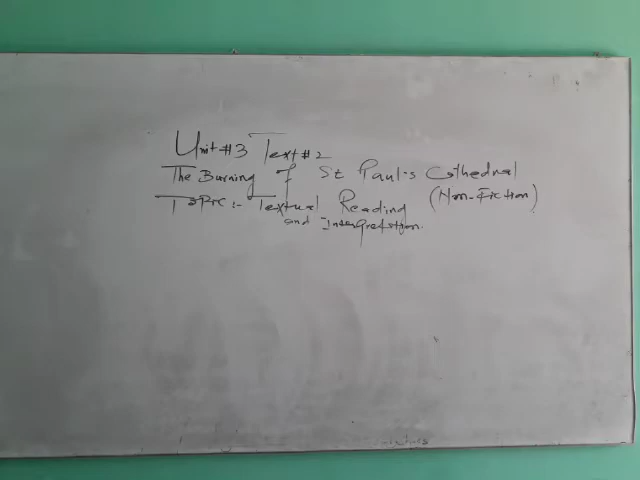 Unit #3 Text #2
The Burning of St Paul's Cathedral
Topic:- Textual Reading (Non-Fiction)
and Interpretation.